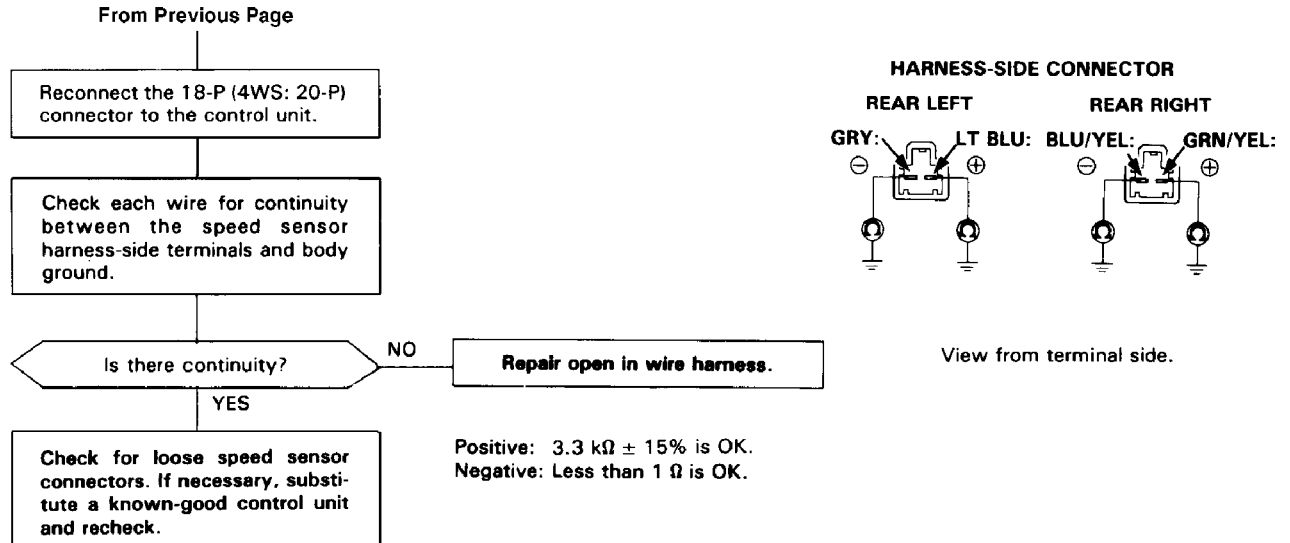 From Previous Page
Reconnect the 18-P (4WS: 20-P)
connector to the control unit.
Check each wire for continuity
between the speed sensor
harness-side terminals and body
ground.
Is there continuity?
NO
Repair open in wire harness.
YES
Check for loose speed sensor
connectors. If necessary, substi-
tute a known-good control unit
and recheck.
HARNESS-SIDE CONNECTOR
REAR LEFT
REAR RIGHT
GRY:
LT BLU:
BLU/YEL:
GRN/YEL:
⊖
⊕
⊖
⊕
Ω
Ω
Ω
Ω
View from terminal side.
Positive: 3.3 kΩ ± 15% is OK.
Negative: Less than 1 Ω is OK.